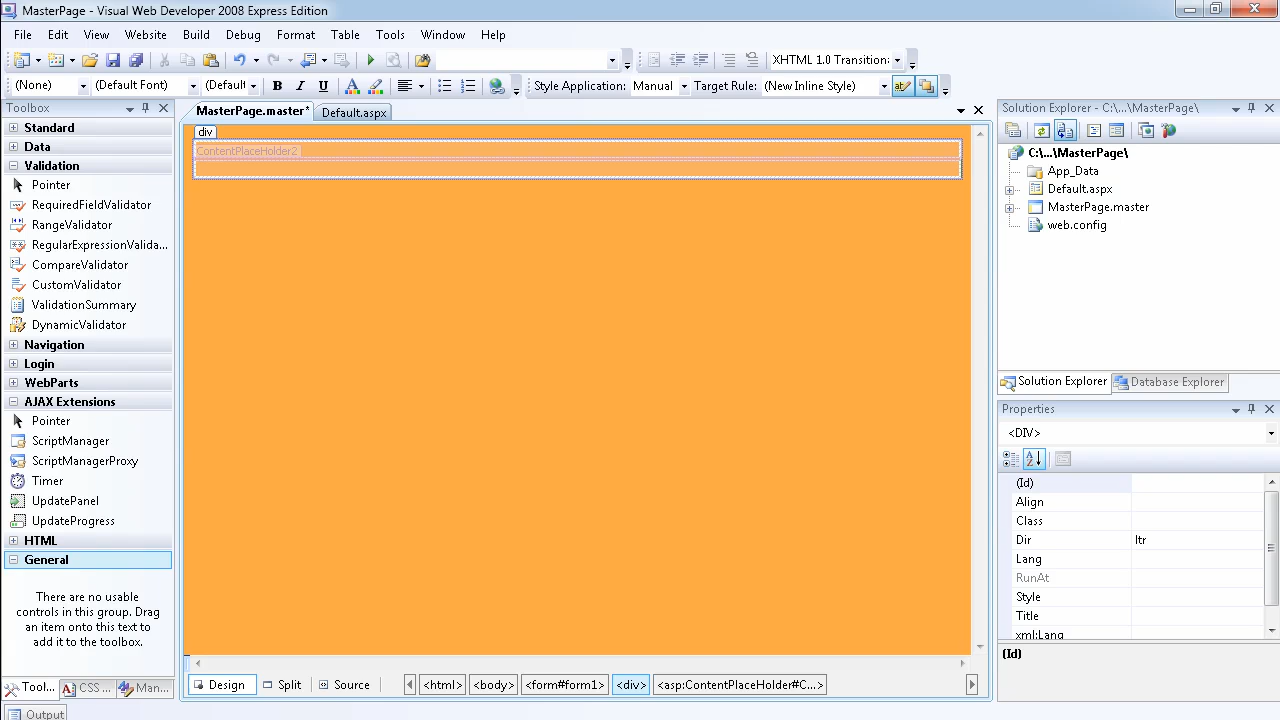 MasterPage - Visual Web Developer 2008 Express Edition
File Edit View Website Build Debug Format Table Tools Window Help
XHTML 1.0 Transition
(None) (Default Font) (Default B I U Style Application: Manual Target Rule: (New Inline Style)
Toolbox
Standard
Data
Validation
Pointer
RequiredFieldValidator
RangeValidator
RegularExpressionValida...
CompareValidator
CustomValidator
ValidationSummary
DynamicValidator
Navigation
Login
WebParts
AJAX Extensions
Pointer
ScriptManager
ScriptManagerProxy
Timer
UpdatePanel
UpdateProgress
HTML
General
There are no usable
controls in this group. Drag
an item onto this text to
add it to the toolbox.
Tool... CSS ... Man...
Output
MasterPage.master* Default.aspx
div
ContentPlaceHolder2
Design Split Source <html> <body> <form#form1> <div> <asp:ContentPlaceHolder#C...>
Solution Explorer - C:\...\MasterPage\
C:\...\MasterPage\
App_Data
Default.aspx
MasterPage.master
web.config
Solution Explorer Database Explorer
Properties
<DIV>
(Id)
Align
Class
Dir ltr
Lang
RunAt
Style
Title
xml:Lang
(Id)